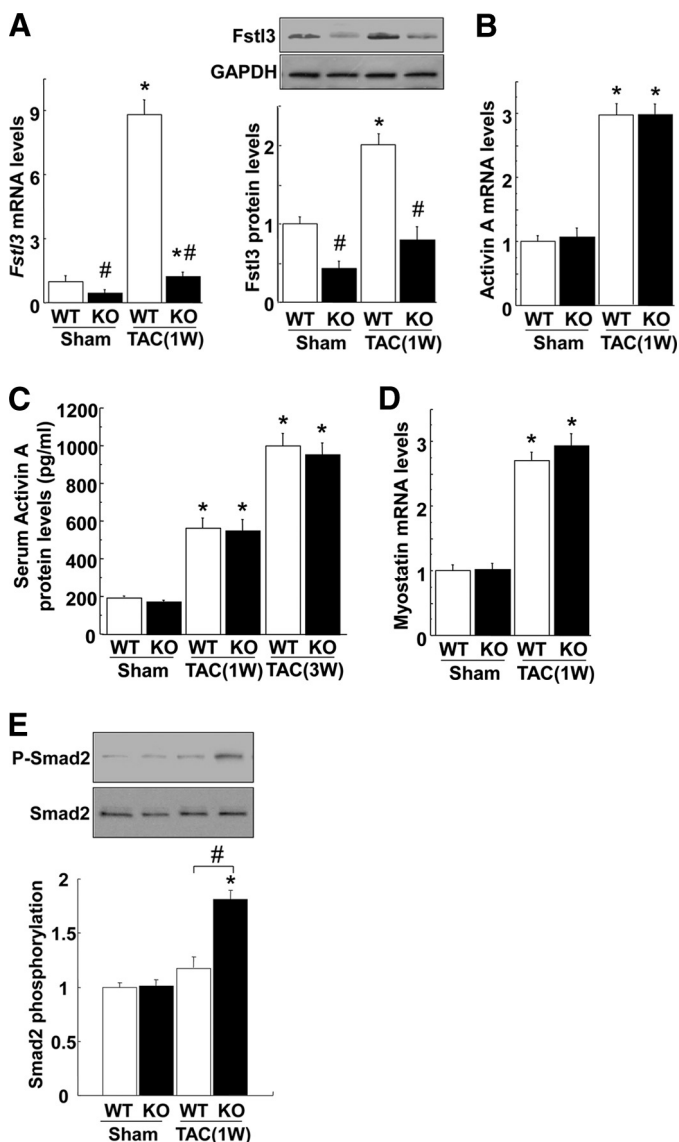 A
Fstl3 mRNA levels
9
6
3
0
*
#
*#
WT KO WT KO
Sham TAC(1W)
Fstl3
GAPDH
Fstl3 protein levels
2
1
0
#
*
#
WT KO WT KO
Sham TAC(1W)
B
Activin A mRNA levels
3
2
1
0
* *
WT KO WT KO
Sham TAC(1W)
C
Serum Activin A
protein levels (pg/ml)
1200
1000
800
600
400
200
0
* *
* *
WT KO WT KO WT KO
Sham TAC(1W) TAC(3W)
D
Myostatin mRNA levels
3
2
1
0
* *
WT KO WT KO
Sham TAC(1W)
E
P-Smad2
Smad2
Smad2 phosphorylation
2
1.5
1
0.5
0
#
*
WT KO WT KO
Sham TAC(1W)